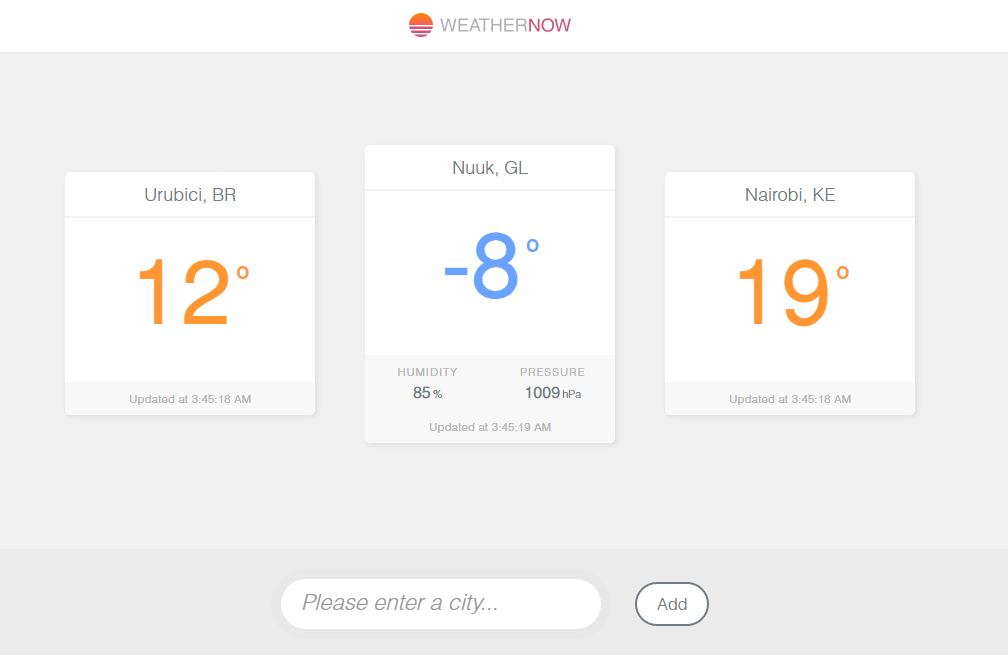 WEATHERNOW
Urubici, BR
12°
Updated at 3:45:18 AM
Nuuk, GL
-8°
HUMIDITY PRESSURE
85 % 1009 hPa
Updated at 3:45:19 AM
Nairobi, KE
19°
Updated at 3:45:18 AM
Please enter a city...
Add